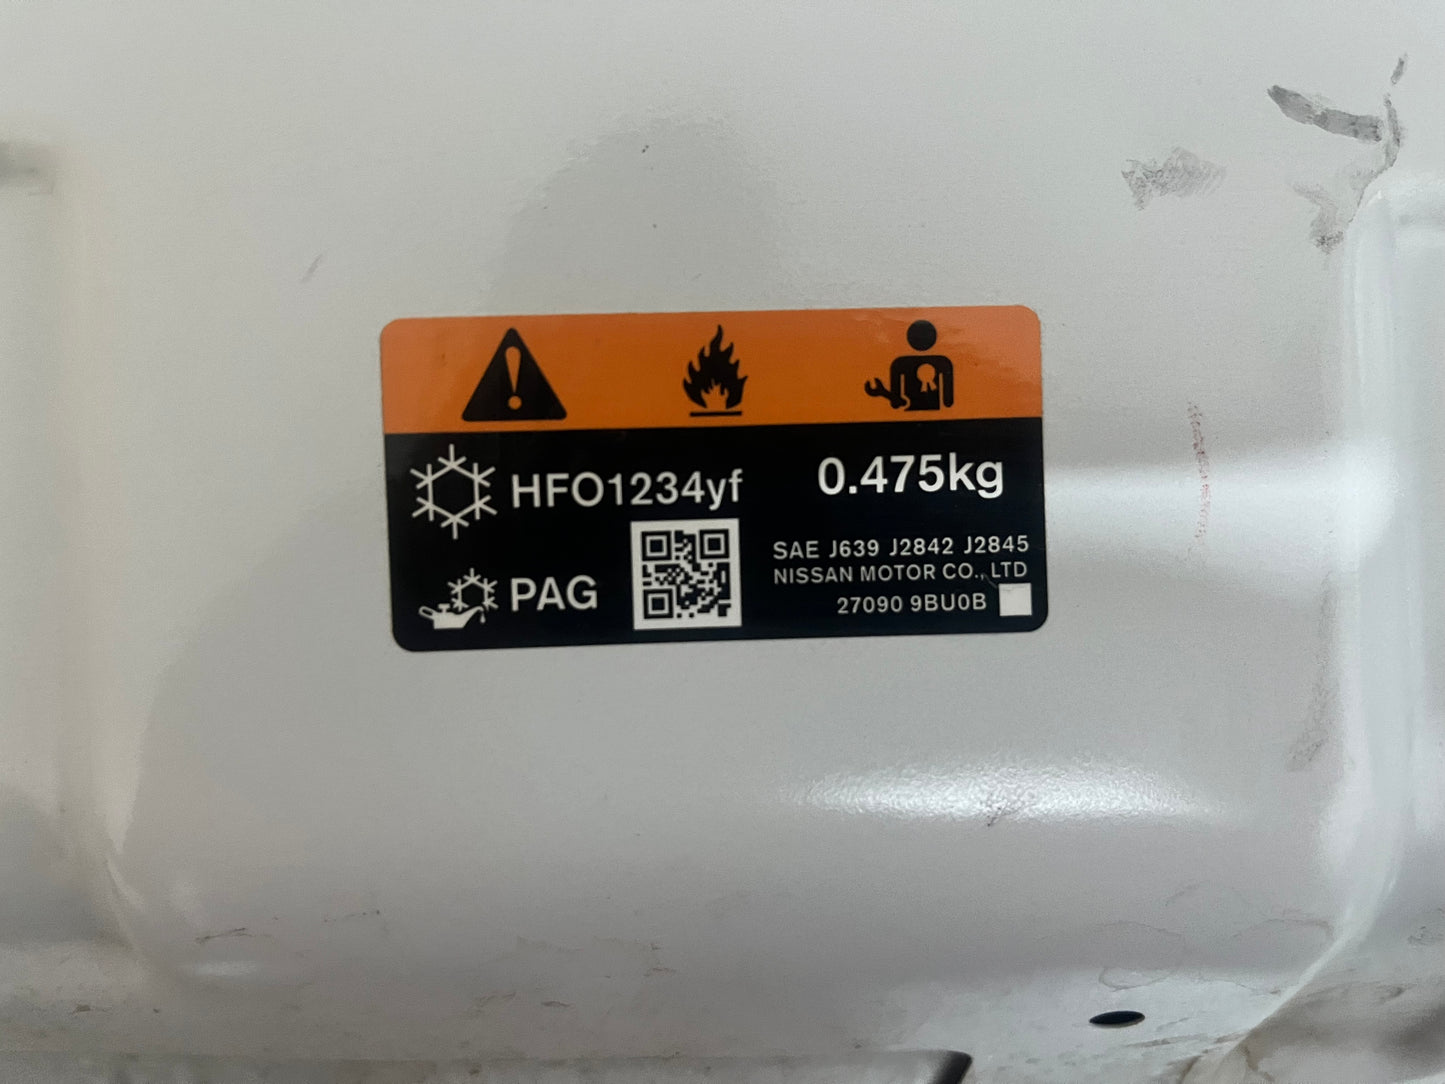 HFO1234yf 0.475kg
PAG
SAE J639 J2842 J2845
NISSAN MOTOR CO., LTD
27090 9BU0B